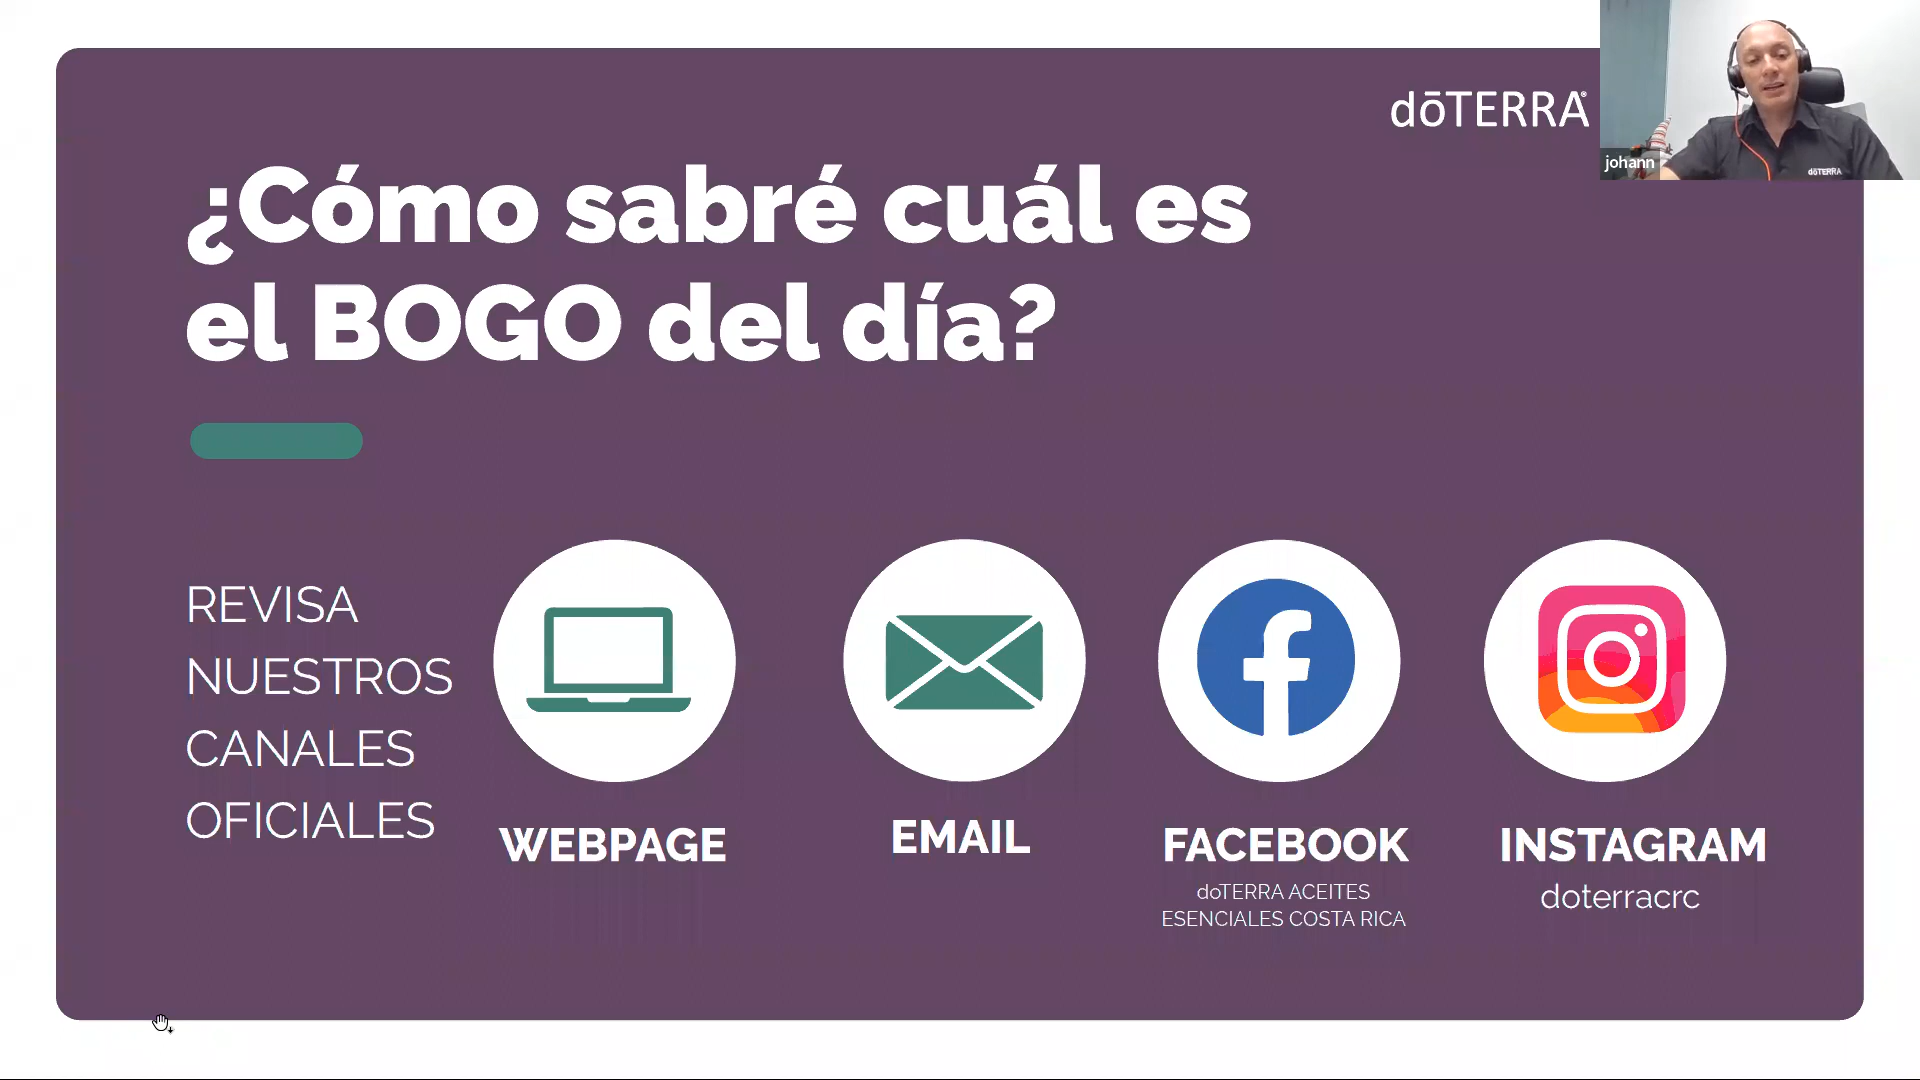 dōTERRA®
johann
dōTERRA
¿Cómo sabré cuál es
el BOGO del día?
REVISA
NUESTROS
CANALES
OFICIALES
WEBPAGE
EMAIL
FACEBOOK
doTERRA ACEITES
ESENCIALES COSTA RICA
INSTAGRAM
doterracrc